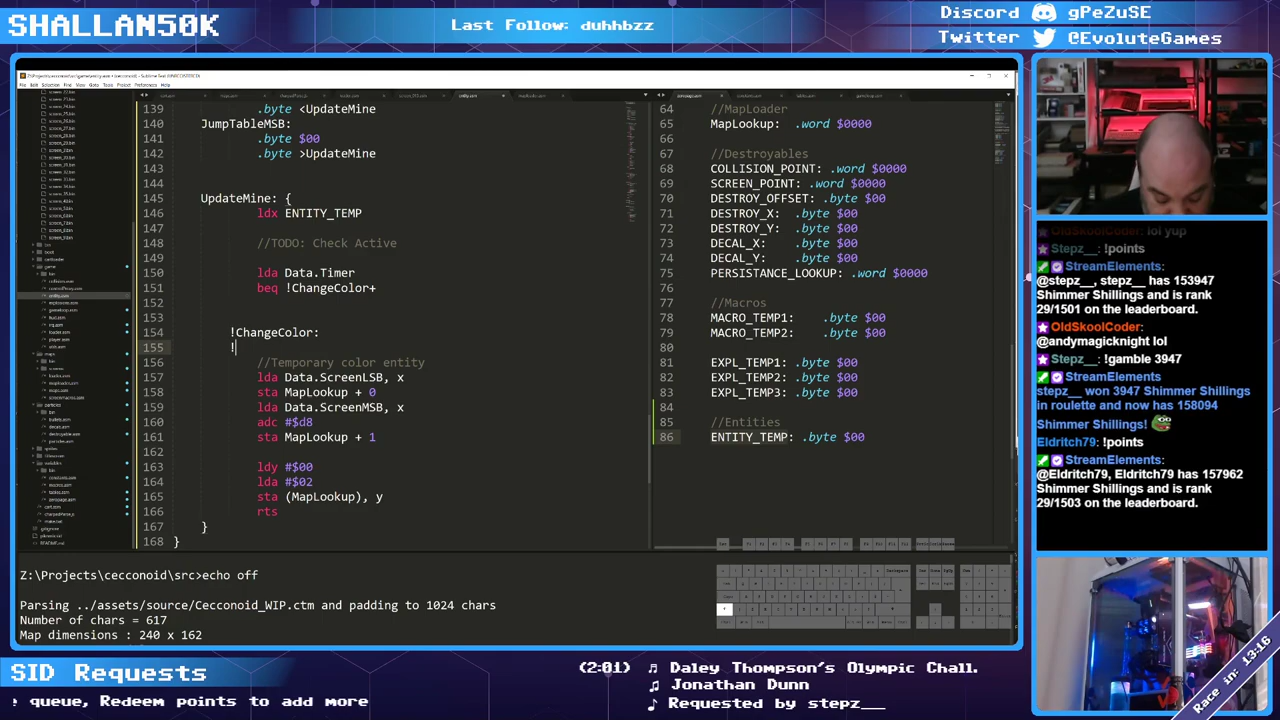 SHALLAN50K
Last Follow: duhhbzz
Discord gPeZuSE
Twitter @EvoluteGames
139 .byte <UpdateMine
140 JumpTableMSB:
141 .byte $00
142 .byte >UpdateMine
143
144
145 UpdateMine: {
146 ldx ENTITY_TEMP
147
148 //TODO: Check Active
149
150 lda Data.Timer
151 beq !ChangeColor+
152
153
154 !ChangeColor:
155 !
156 //Temporary color entity
157 lda Data.ScreenLSB, x
158 sta MapLookup + 0
159 lda Data.ScreenMSB, x
160 adc #$d8
161 sta MapLookup + 1
162
163 ldy #$00
164 lda #$02
165 sta (MapLookup), y
166 rts
167 }
168 }
64 //MapLoader
65 MapLookup: .word $0000
66
67 //Destroyables
68 COLLISION_POINT: .word $0000
69 SCREEN_POINT: .word $0000
70 DESTROY_OFFSET: .byte $00
71 DESTROY_X: .byte $00
72 DESTROY_Y: .byte $00
73 DECAL_X: .byte $00
74 DECAL_Y: .byte $00
75 PERSISTANCE_LOOKUP: .word $0000
76
77 //Macros
78 MACRO_TEMP1: .byte $00
79 MACRO_TEMP2: .byte $00
80
81 EXPL_TEMP1: .byte $00
82 EXPL_TEMP2: .byte $00
83 EXPL_TEMP3: .byte $00
84
85 //Entities
86 ENTITY_TEMP: .byte $00
Z:\Projects\cecconoid\src>echo off
Parsing ../assets/source/Cecconoid_WIP.ctm and padding to 1024 chars
Number of chars = 617
Map dimensions : 240 x 162
OldSkoolCoder: lol yup
Stepz__: !points
StreamElements:
@stepz__, stepz__ has 153947
Shimmer Shillings and is rank
29/1501 on the leaderboard.
OldSkoolCoder:
@andymagicknight lol
Stepz__: !gamble 3947
StreamElements
stepz__ won 3947 Shimmer Shillings
in roulette and now has 158094
Shimmer Shillings!
Eldritch79: !points
StreamElements:
@Eldritch79, Eldritch79 has 157962
Shimmer Shillings and is rank
29/1503 on the leaderboard.
SID Requests
queue, Redeem points to add more
(2:01) ♫ Daley Thompson's Olympic Chall.
♫ Jonathan Dunn
♪ Requested by stepz__
Race in: 13:16